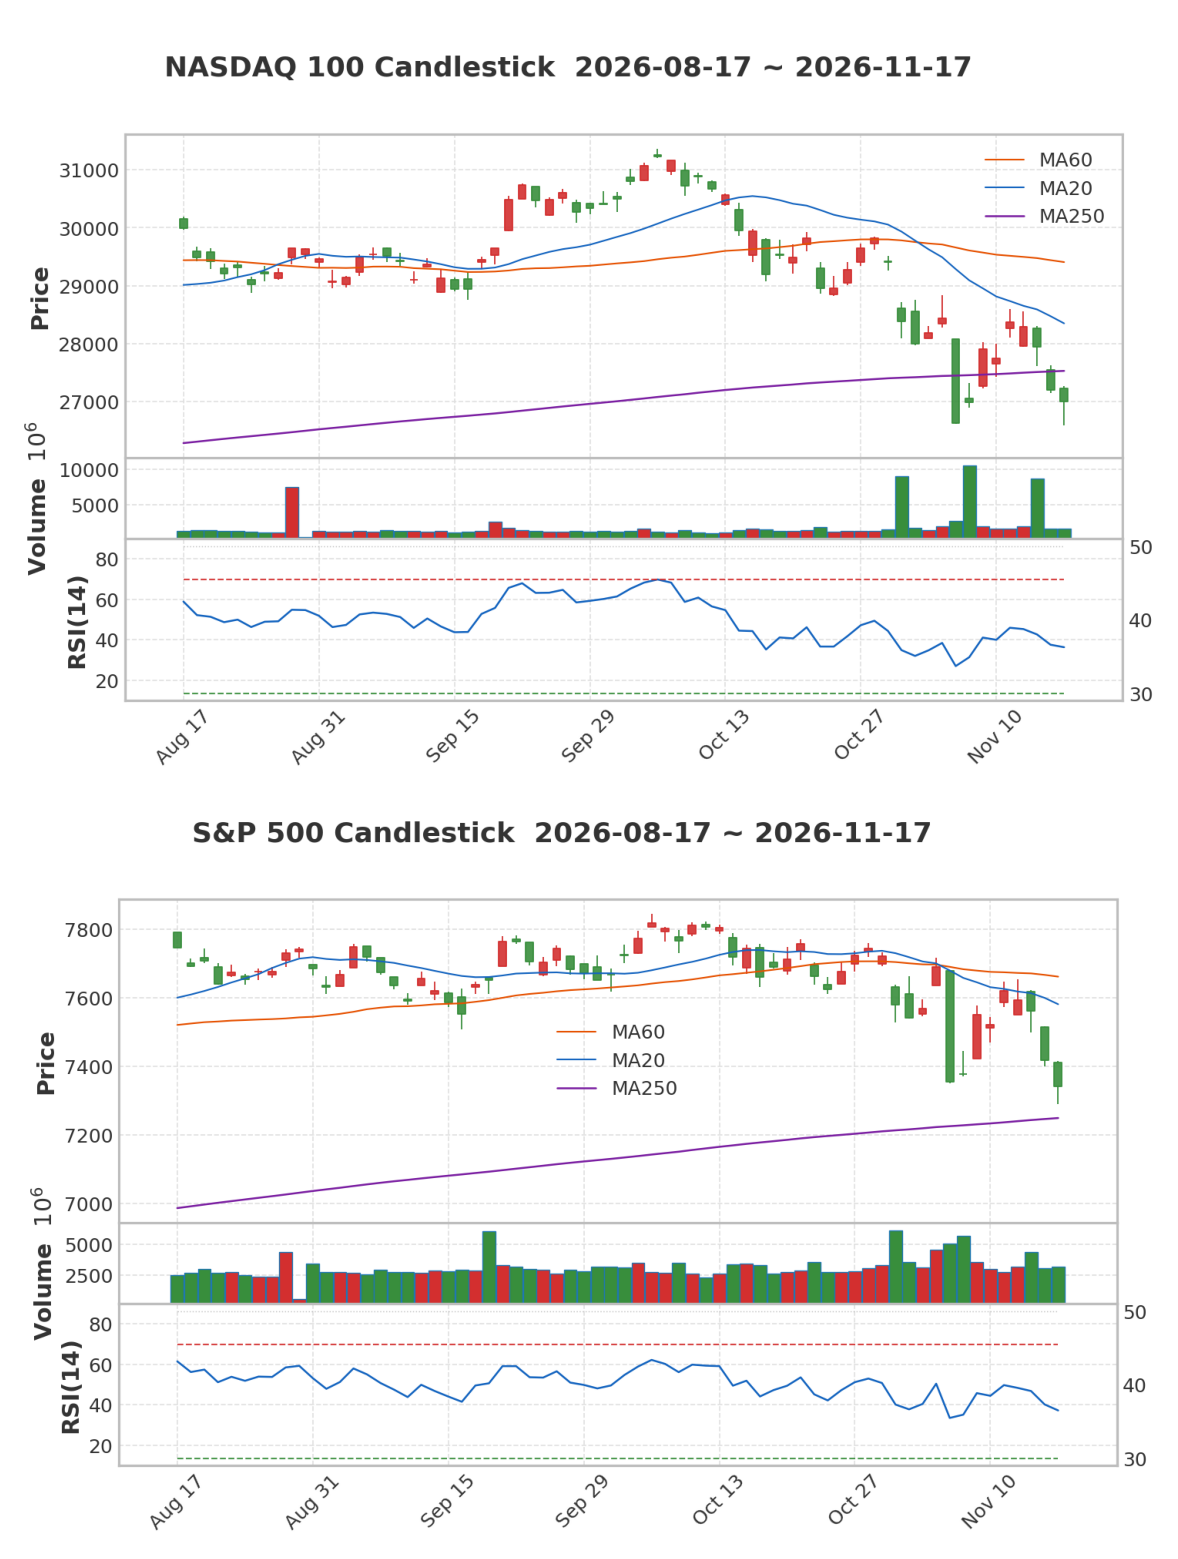 NASDAQ 100 Candlestick  2026-08-17 ~ 2026-11-17
MA60
MA20
MA250
31000
30000
29000
28000
27000
Price
10000
5000
Volume 10⁶
80
60
40
20
RSI(14)
50
40
30
Aug 17
Aug 31
Sep 15
Sep 29
Oct 13
Oct 27
Nov 10
S&P 500 Candlestick  2026-08-17 ~ 2026-11-17
7800
7600
7400
7200
7000
Price
MA60
MA20
MA250
5000
2500
Volume 10⁶
80
60
40
20
RSI(14)
50
40
30
Aug 17
Aug 31
Sep 15
Sep 29
Oct 13
Oct 27
Nov 10